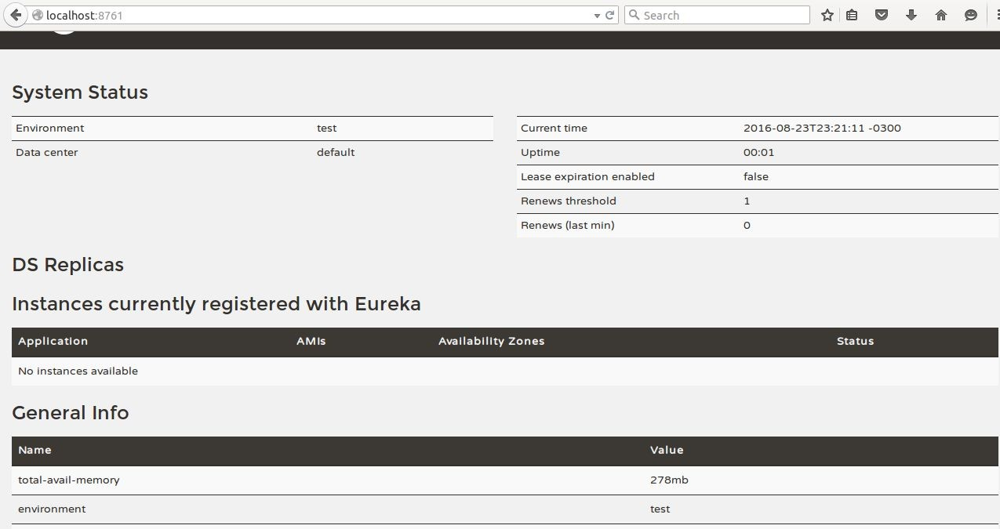 localhost:8761 Search
System Status
Environment test
Data center default
Current time 2016-08-23T23:21:11 -0300
Uptime 00:01
Lease expiration enabled false
Renews threshold 1
Renews (last min) 0
DS Replicas
Instances currently registered with Eureka
Application AMIs Availability Zones Status
No instances available
General Info
Name Value
total-avail-memory 278mb
environment test